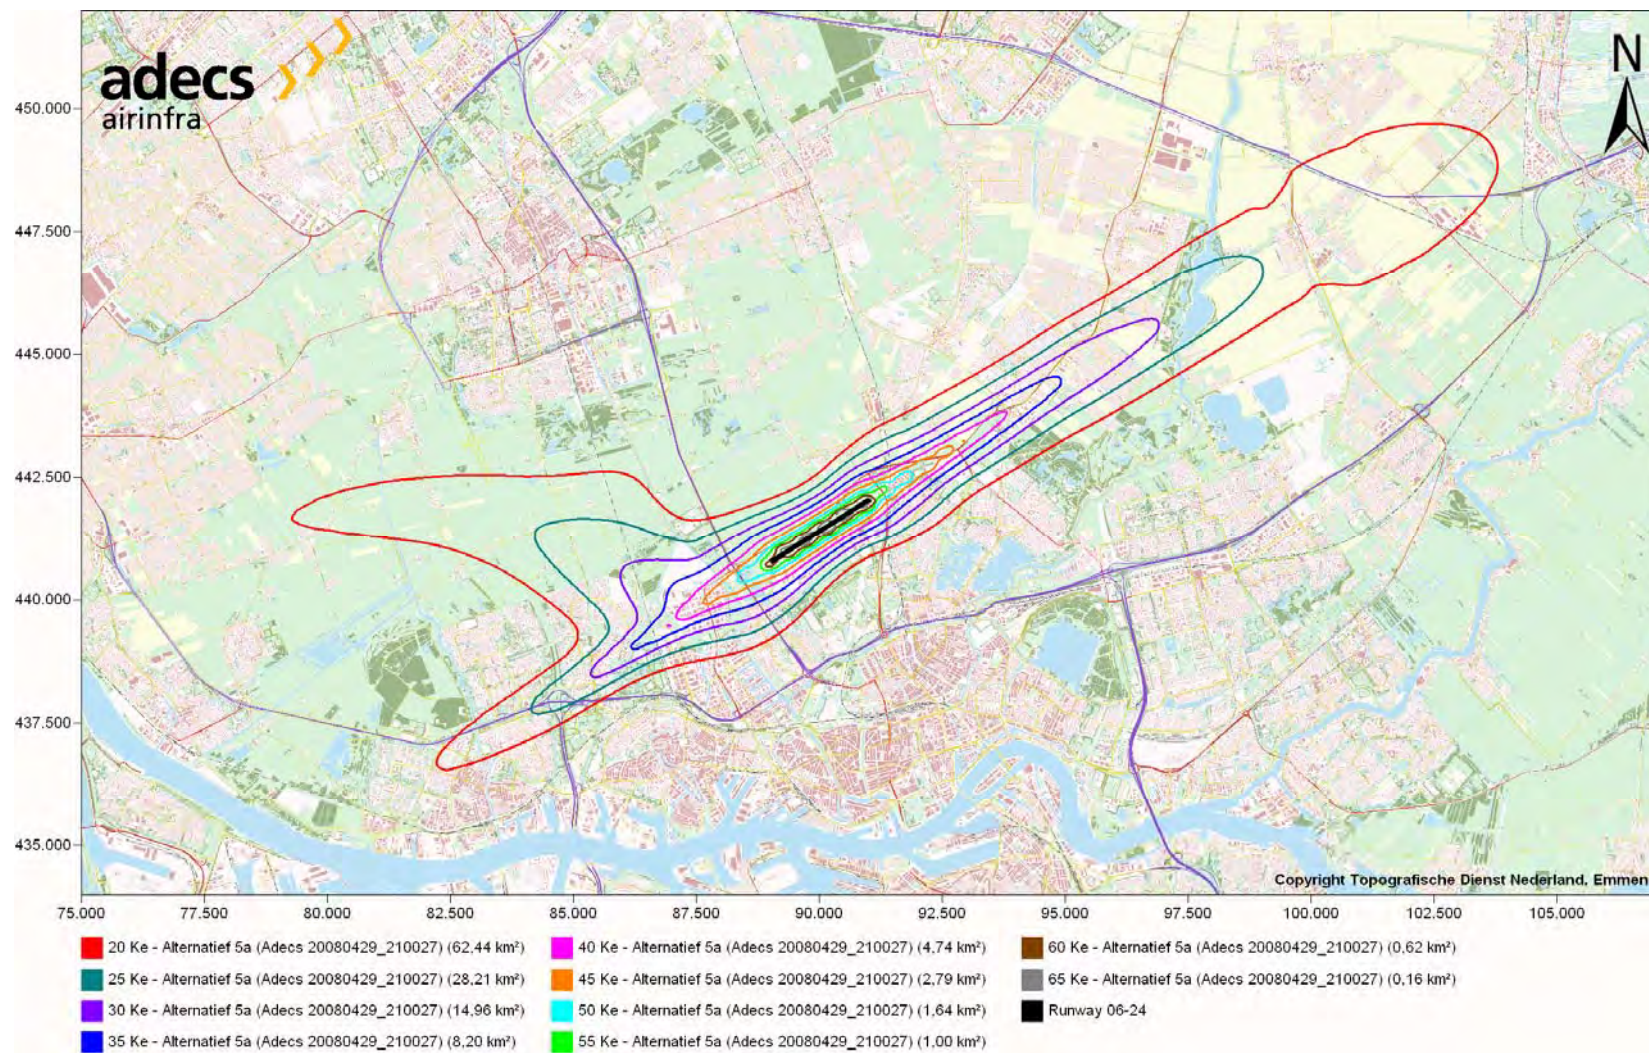 adecs
airinfra
N
450.000
447.500
445.000
442.500
440.000
437.500
435.000
Copyright Topografische Dienst Nederland, Emmen
75.000 77.500 80.000 82.500 85.000 87.500 90.000 92.500 95.000 97.500 100.000 102.500 105.000
20 Ke - Alternatief 5a (Adecs 20080429_210027) (62,44 km²)
25 Ke - Alternatief 5a (Adecs 20080429_210027) (28,21 km²)
30 Ke - Alternatief 5a (Adecs 20080429_210027) (14,96 km²)
35 Ke - Alternatief 5a (Adecs 20080429_210027) (8,20 km²)
40 Ke - Alternatief 5a (Adecs 20080429_210027) (4,74 km²)
45 Ke - Alternatief 5a (Adecs 20080429_210027) (2,79 km²)
50 Ke - Alternatief 5a (Adecs 20080429_210027) (1,64 km²)
55 Ke - Alternatief 5a (Adecs 20080429_210027) (1,00 km²)
60 Ke - Alternatief 5a (Adecs 20080429_210027) (0,62 km²)
65 Ke - Alternatief 5a (Adecs 20080429_210027) (0,16 km²)
Runway 06-24